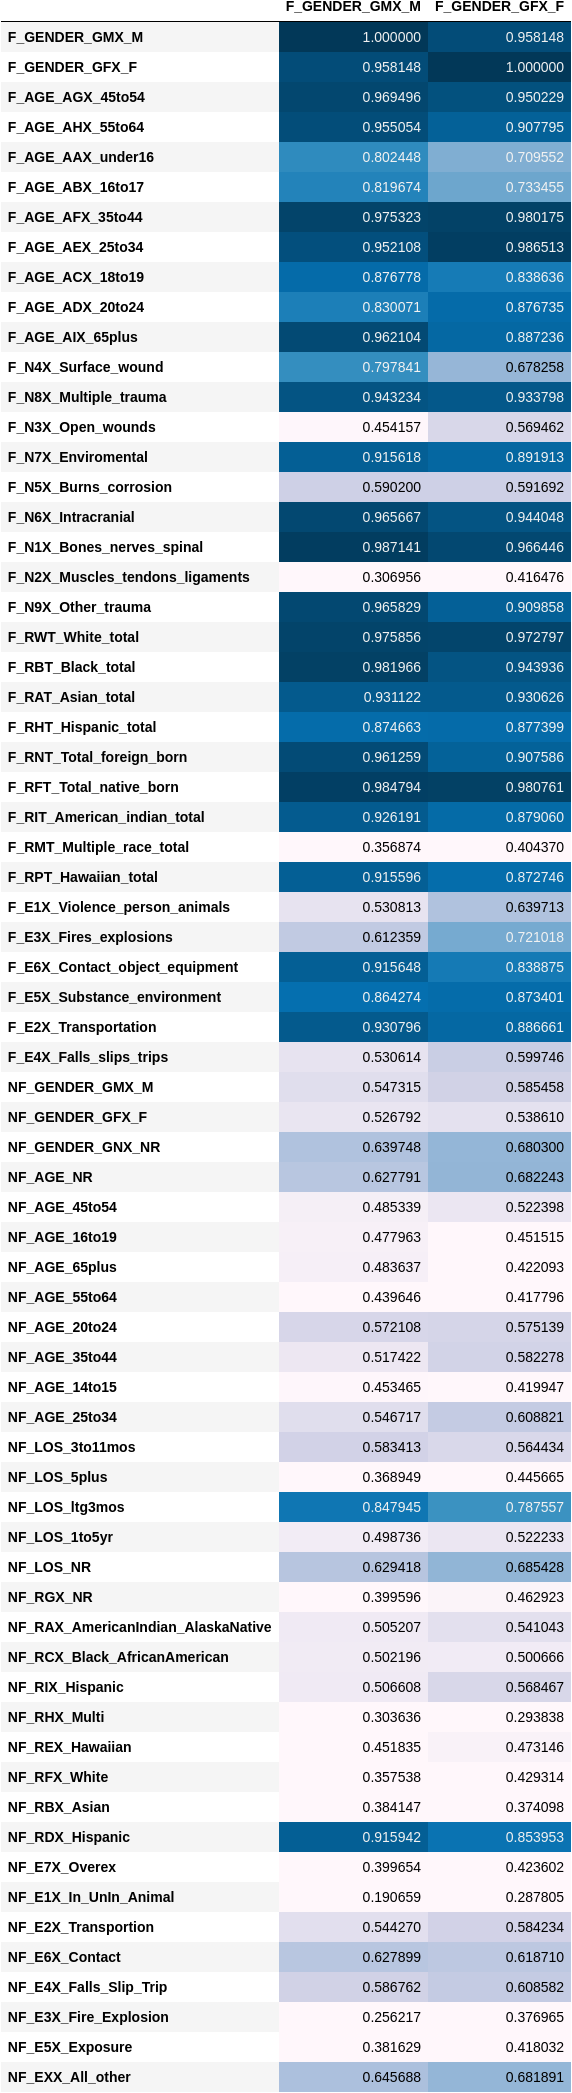 F_GENDER_GMX_M F_GENDER_GFX_F
F_GENDER_GMX_M 1.000000 0.958148
F_GENDER_GFX_F 0.958148 1.000000
F_AGE_AGX_45to54 0.969496 0.950229
F_AGE_AHX_55to64 0.955054 0.907795
F_AGE_AAX_under16 0.802448 0.709552
F_AGE_ABX_16to17 0.819674 0.733455
F_AGE_AFX_35to44 0.975323 0.980175
F_AGE_AEX_25to34 0.952108 0.986513
F_AGE_ACX_18to19 0.876778 0.838636
F_AGE_ADX_20to24 0.830071 0.876735
F_AGE_AIX_65plus 0.962104 0.887236
F_N4X_Surface_wound 0.797841 0.678258
F_N8X_Multiple_trauma 0.943234 0.933798
F_N3X_Open_wounds 0.454157 0.569462
F_N7X_Enviromental 0.915618 0.891913
F_N5X_Burns_corrosion 0.590200 0.591692
F_N6X_Intracranial 0.965667 0.944048
F_N1X_Bones_nerves_spinal 0.987141 0.966446
F_N2X_Muscles_tendons_ligaments 0.306956 0.416476
F_N9X_Other_trauma 0.965829 0.909858
F_RWT_White_total 0.975856 0.972797
F_RBT_Black_total 0.981966 0.943936
F_RAT_Asian_total 0.931122 0.930626
F_RHT_Hispanic_total 0.874663 0.877399
F_RNT_Total_foreign_born 0.961259 0.907586
F_RFT_Total_native_born 0.984794 0.980761
F_RIT_American_indian_total 0.926191 0.879060
F_RMT_Multiple_race_total 0.356874 0.404370
F_RPT_Hawaiian_total 0.915596 0.872746
F_E1X_Violence_person_animals 0.530813 0.639713
F_E3X_Fires_explosions 0.612359 0.721018
F_E6X_Contact_object_equipment 0.915648 0.838875
F_E5X_Substance_environment 0.864274 0.873401
F_E2X_Transportation 0.930796 0.886661
F_E4X_Falls_slips_trips 0.530614 0.599746
NF_GENDER_GMX_M 0.547315 0.585458
NF_GENDER_GFX_F 0.526792 0.538610
NF_GENDER_GNX_NR 0.639748 0.680300
NF_AGE_NR 0.627791 0.682243
NF_AGE_45to54 0.485339 0.522398
NF_AGE_16to19 0.477963 0.451515
NF_AGE_65plus 0.483637 0.422093
NF_AGE_55to64 0.439646 0.417796
NF_AGE_20to24 0.572108 0.575139
NF_AGE_35to44 0.517422 0.582278
NF_AGE_14to15 0.453465 0.419947
NF_AGE_25to34 0.546717 0.608821
NF_LOS_3to11mos 0.583413 0.564434
NF_LOS_5plus 0.368949 0.445665
NF_LOS_ltg3mos 0.847945 0.787557
NF_LOS_1to5yr 0.498736 0.522233
NF_LOS_NR 0.629418 0.685428
NF_RGX_NR 0.399596 0.462923
NF_RAX_AmericanIndian_AlaskaNative 0.505207 0.541043
NF_RCX_Black_AfricanAmerican 0.502196 0.500666
NF_RIX_Hispanic 0.506608 0.568467
NF_RHX_Multi 0.303636 0.293838
NF_REX_Hawaiian 0.451835 0.473146
NF_RFX_White 0.357538 0.429314
NF_RBX_Asian 0.384147 0.374098
NF_RDX_Hispanic 0.915942 0.853953
NF_E7X_Overex 0.399654 0.423602
NF_E1X_In_UnIn_Animal 0.190659 0.287805
NF_E2X_Transportion 0.544270 0.584234
NF_E6X_Contact 0.627899 0.618710
NF_E4X_Falls_Slip_Trip 0.586762 0.608582
NF_E3X_Fire_Explosion 0.256217 0.376965
NF_E5X_Exposure 0.381629 0.418032
NF_EXX_All_other 0.645688 0.681891